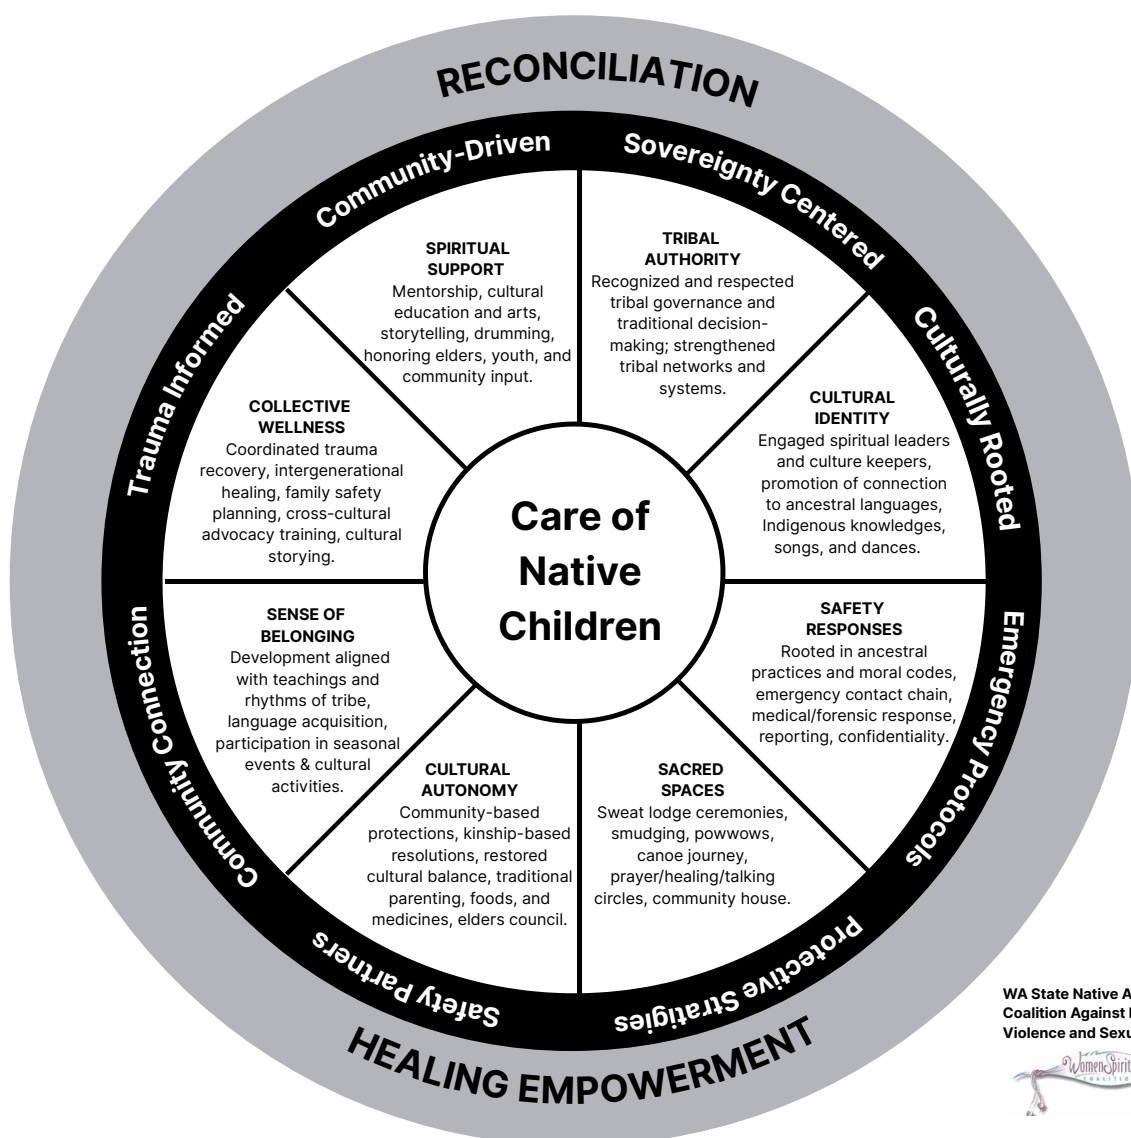 RECONCILIATION
Community-Driven
Sovereignty Centered
Trauma Informed
Culturally Rooted
SPIRITUAL
SUPPORT
Mentorship, cultural
education and arts,
storytelling, drumming,
honoring elders, youth, and
community input.
TRIBAL
AUTHORITY
Recognized and respected
tribal governance and
traditional decision-
making; strengthened
tribal networks and
systems.
COLLECTIVE
WELLNESS
Coordinated trauma
recovery, intergenerational
healing, family safety
planning, cross-cultural
advocacy training, cultural
storying.
CULTURAL
IDENTITY
Engaged spiritual leaders
and culture keepers,
promotion of connection
to ancestral languages,
Indigenous knowledges,
songs, and dances.
Care of
Native
Children
SENSE OF
BELONGING
Development aligned
with teachings and
rhythms of tribe,
language acquisition,
participation in seasonal
events & cultural
activities.
SAFETY
RESPONSES
Rooted in ancestral
practices and moral codes,
emergency contact chain,
medical/forensic response,
reporting, confidentiality.
CULTURAL
AUTONOMY
Community-based
protections, kinship-based
resolutions, restored
cultural balance, traditional
parenting, foods, and
medicines, elders council.
SACRED
SPACES
Sweat lodge ceremonies,
smudging, powwows,
canoe journey,
prayer/healing/talking
circles, community house.
Community Connection
Emergency Protocols
Safety Partners
Protective Stratigies
HEALING EMPOWERMENT
WA State Native A
Coalition Against
Violence and Sexu
WomenSpirit
COALITION